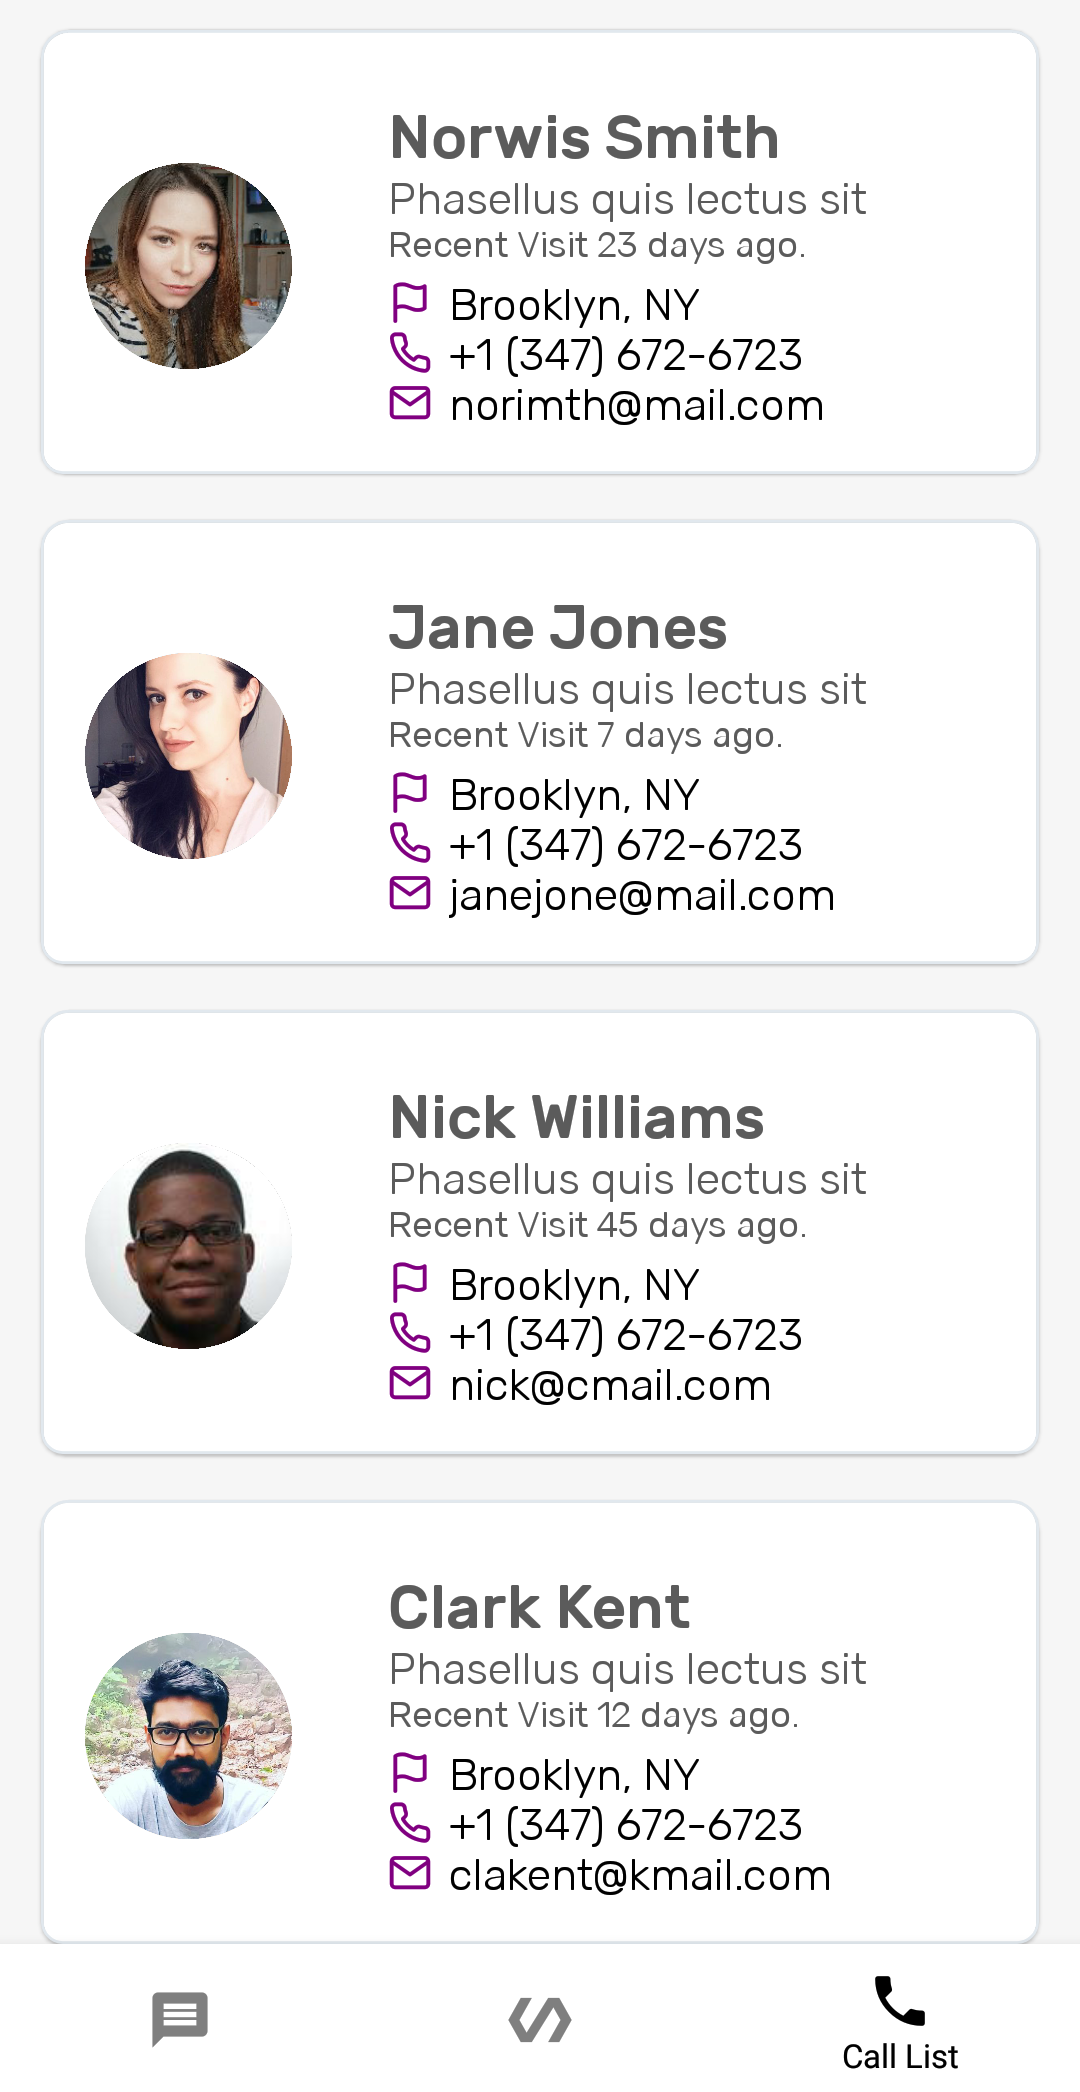 Norwis Smith
Phasellus quis lectus sit
Recent Visit 23 days ago.
Brooklyn, NY
+1 (347) 672-6723
norimth@mail.com
Jane Jones
Phasellus quis lectus sit
Recent Visit 7 days ago.
Brooklyn, NY
+1 (347) 672-6723
janejone@mail.com
Nick Williams
Phasellus quis lectus sit
Recent Visit 45 days ago.
Brooklyn, NY
+1 (347) 672-6723
nick@cmail.com
Clark Kent
Phasellus quis lectus sit
Recent Visit 12 days ago.
Brooklyn, NY
+1 (347) 672-6723
clakent@kmail.com
Call List